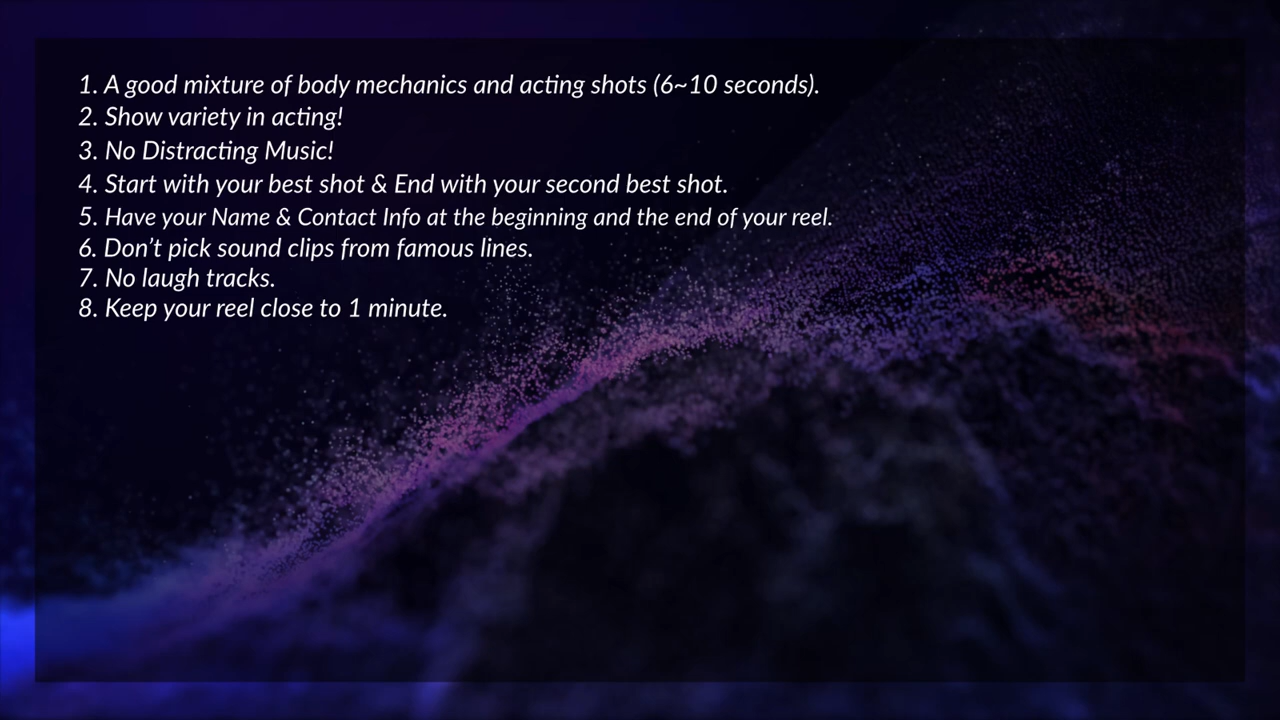 1. A good mixture of body mechanics and acting shots (6~10 seconds).
2. Show variety in acting!
3. No Distracting Music!
4. Start with your best shot & End with your second best shot.
5. Have your Name & Contact Info at the beginning and the end of your reel.
6. Don’t pick sound clips from famous lines.
7. No laugh tracks.
8. Keep your reel close to 1 minute.